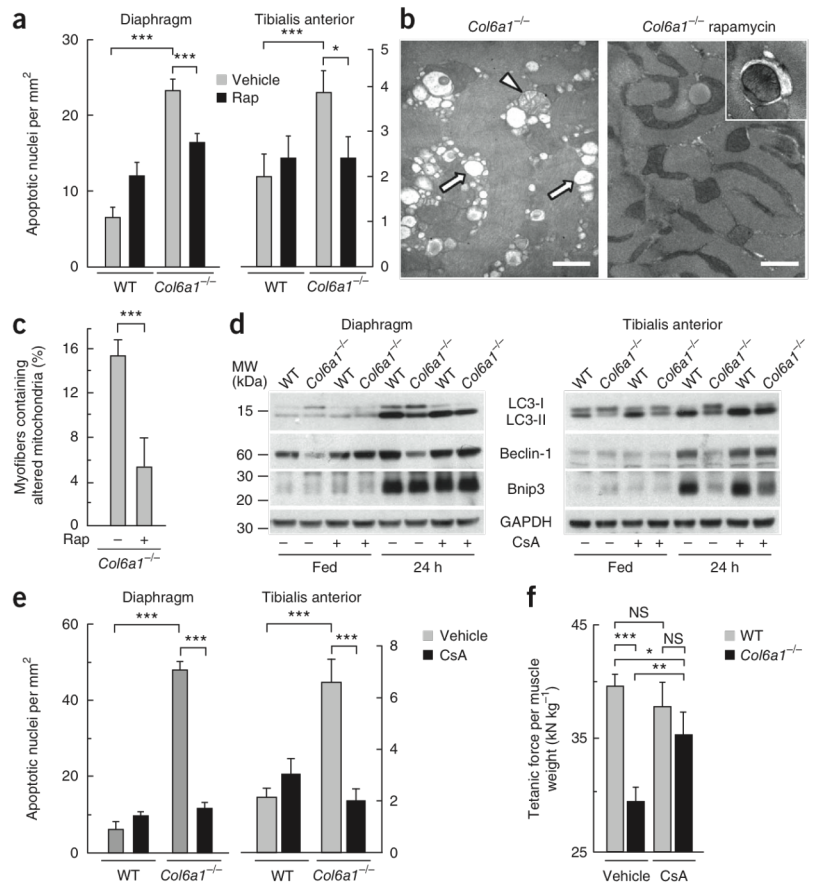 a
Diaphragm
Tibialis anterior
Apoptotic nuclei per mm²
30
20
10
0
***
***
***
*
5
4
3
2
1
0
Vehicle
Rap
WT
Col6a1⁻/⁻
WT
Col6a1⁻/⁻
b
Col6a1⁻/⁻
Col6a1⁻/⁻ rapamycin
c
Myofibers containing
altered mitochondria (%)
16
12
8
4
0
***
Rap – +
Col6a1⁻/⁻
d
Diaphragm
Tibialis anterior
MW
(kDa)
WT Col6a1⁻/⁻ WT Col6a1⁻/⁻ WT Col6a1⁻/⁻ WT Col6a1⁻/⁻
WT Col6a1⁻/⁻ WT Col6a1⁻/⁻ WT Col6a1⁻/⁻ WT Col6a1⁻/⁻
15
60
30
20
30
LC3-I
LC3-II
Beclin-1
Bnip3
GAPDH
– – + + – – + + CsA – – + + – – + +
Fed 24 h Fed 24 h
e
Diaphragm
Tibialis anterior
Apoptotic nuclei per mm²
60
40
20
0
***
***
***
***
8
6
4
2
0
Vehicle
CsA
WT
Col6a1⁻/⁻
WT
Col6a1⁻/⁻
f
Tetanic force per muscle
weight (kN kg⁻¹)
45
35
25
NS
***
NS
*
**
WT
Col6a1⁻/⁻
Vehicle CsA